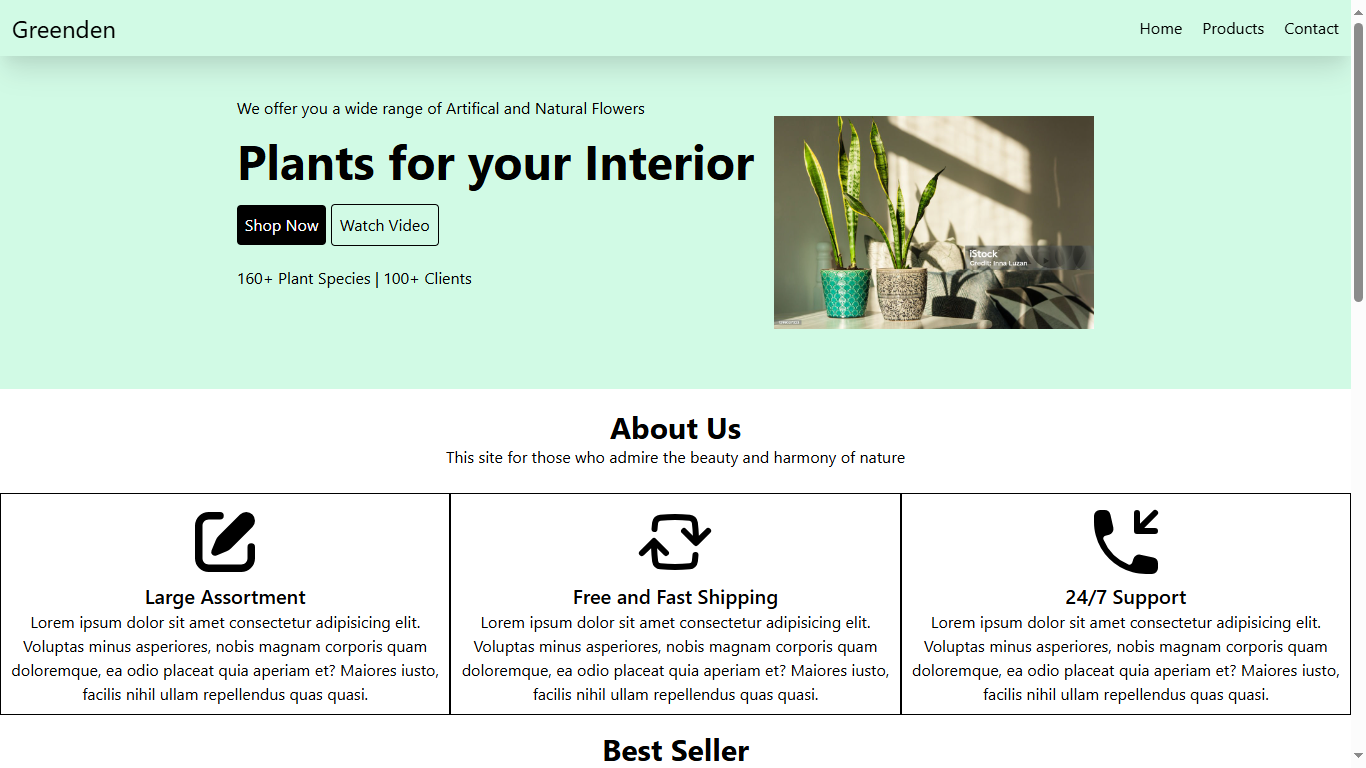 Greenden
Home Products Contact
We offer you a wide range of Artifical and Natural Flowers
Plants for your Interior
Shop Now Watch Video
160+ Plant Species | 100+ Clients
iStock
Credit: Inna Luzan
About Us
This site for those who admire the beauty and harmony of nature
Large Assortment
Lorem ipsum dolor sit amet consectetur adipisicing elit.
Voluptas minus asperiores, nobis magnam corporis quam
doloremque, ea odio placeat quia aperiam et? Maiores iusto,
facilis nihil ullam repellendus quas quasi.
Free and Fast Shipping
Lorem ipsum dolor sit amet consectetur adipisicing elit.
Voluptas minus asperiores, nobis magnam corporis quam
doloremque, ea odio placeat quia aperiam et? Maiores iusto,
facilis nihil ullam repellendus quas quasi.
24/7 Support
Lorem ipsum dolor sit amet consectetur adipisicing elit.
Voluptas minus asperiores, nobis magnam corporis quam
doloremque, ea odio placeat quia aperiam et? Maiores iusto,
facilis nihil ullam repellendus quas quasi.
Best Seller